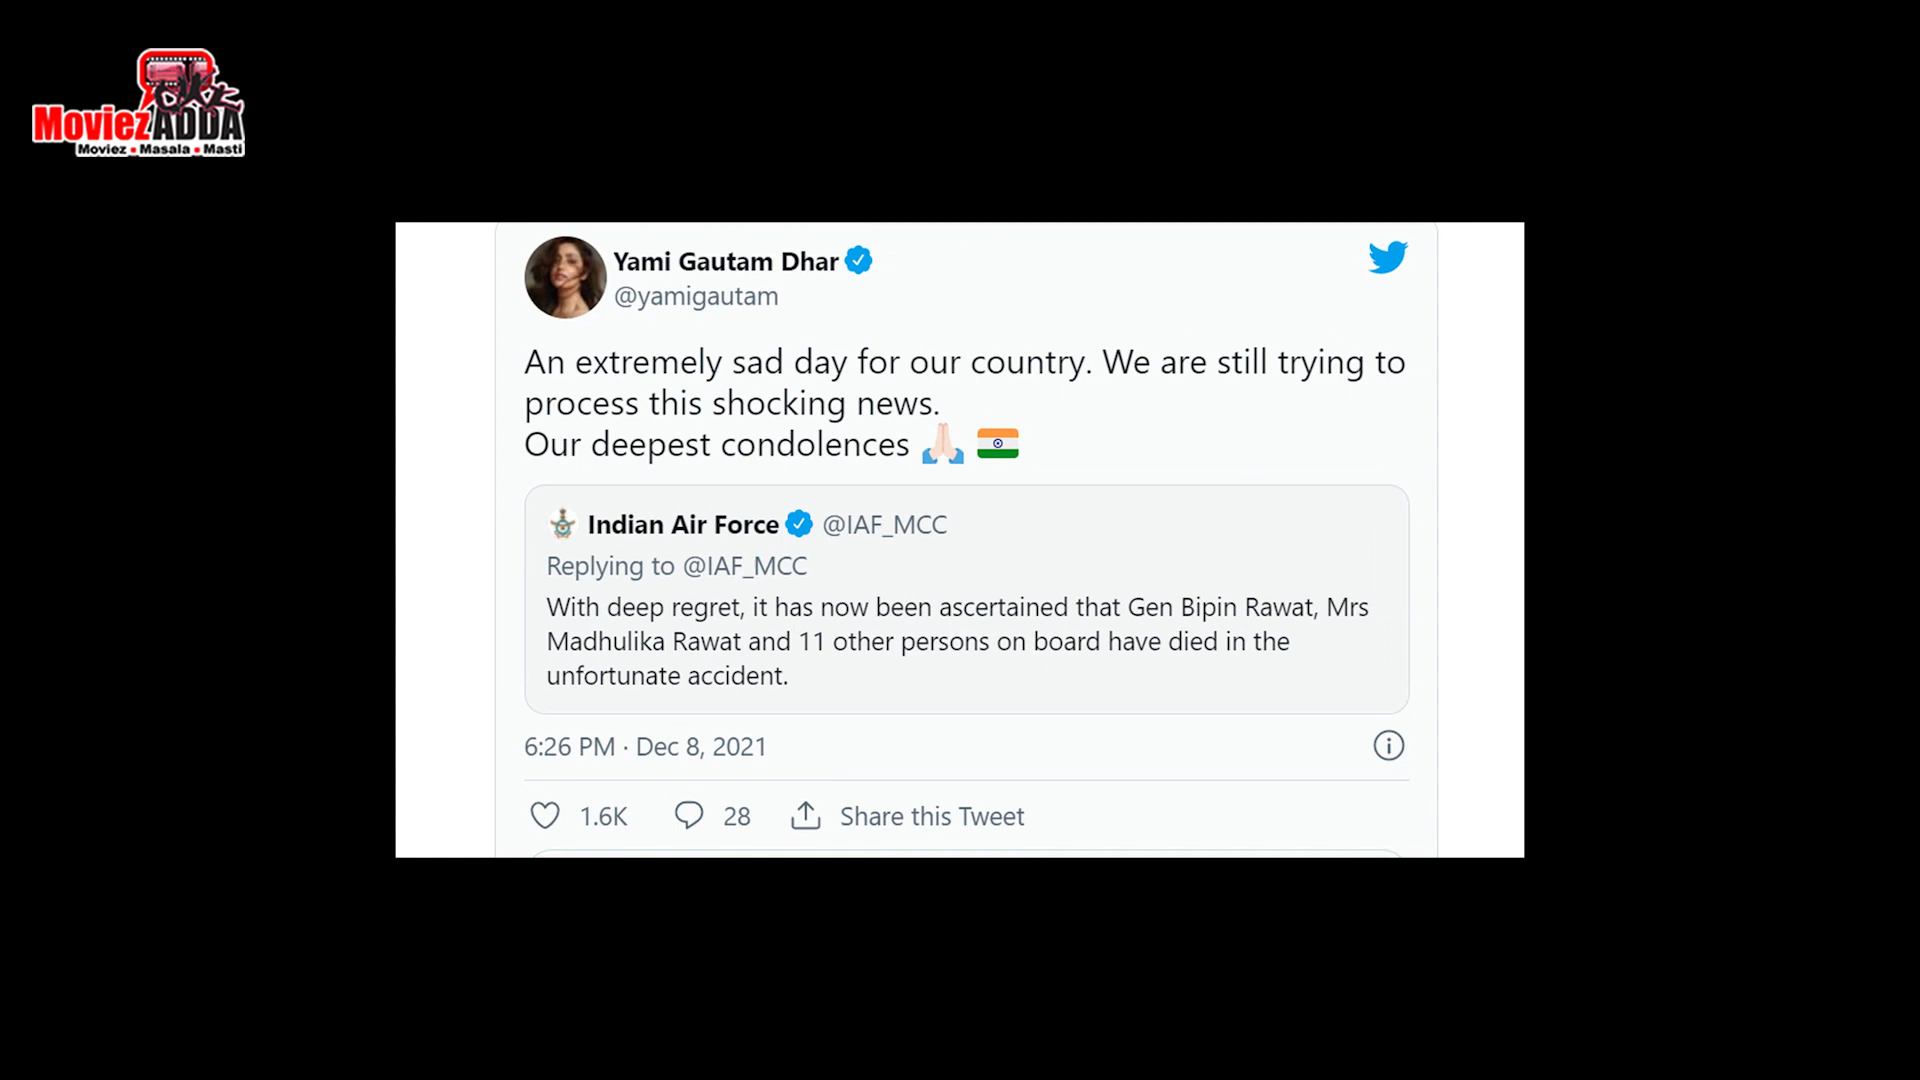 MoviezADDA
Moviez • Masala • Masti
Yami Gautam Dhar
@yamigautam
An extremely sad day for our country. We are still trying to
process this shocking news.
Our deepest condolences 🙏🏻 🇮🇳
Indian Air Force @IAF_MCC
Replying to @IAF_MCC
With deep regret, it has now been ascertained that Gen Bipin Rawat, Mrs
Madhulika Rawat and 11 other persons on board have died in the
unfortunate accident.
6:26 PM · Dec 8, 2021
1.6K 28 Share this Tweet